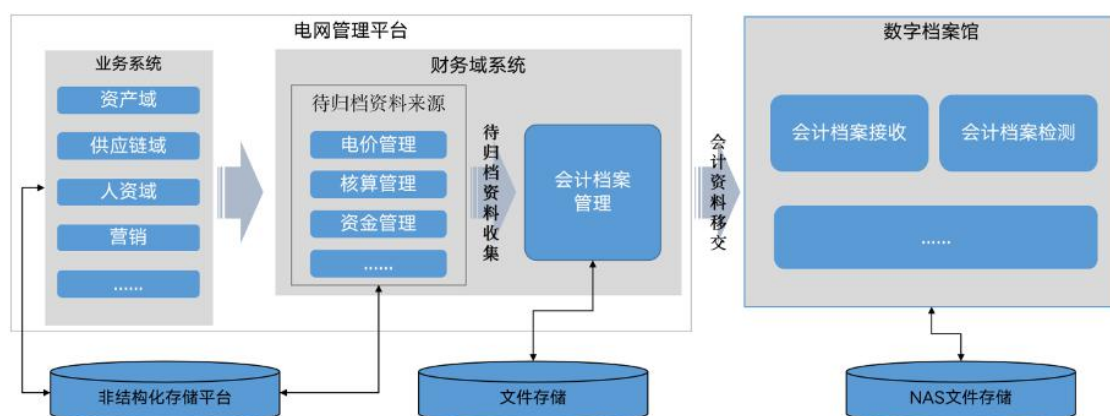 电网管理平台
业务系统
资产域
供应链域
人资域
营销
......
财务域系统
待归档资料来源
电价管理
核算管理
资金管理
......
待归档资料收集
会计档案
管理
会计资料移交
数字档案馆
会计档案接收
会计档案检测
......
非结构化存储平台
文件存储
NAS文件存储